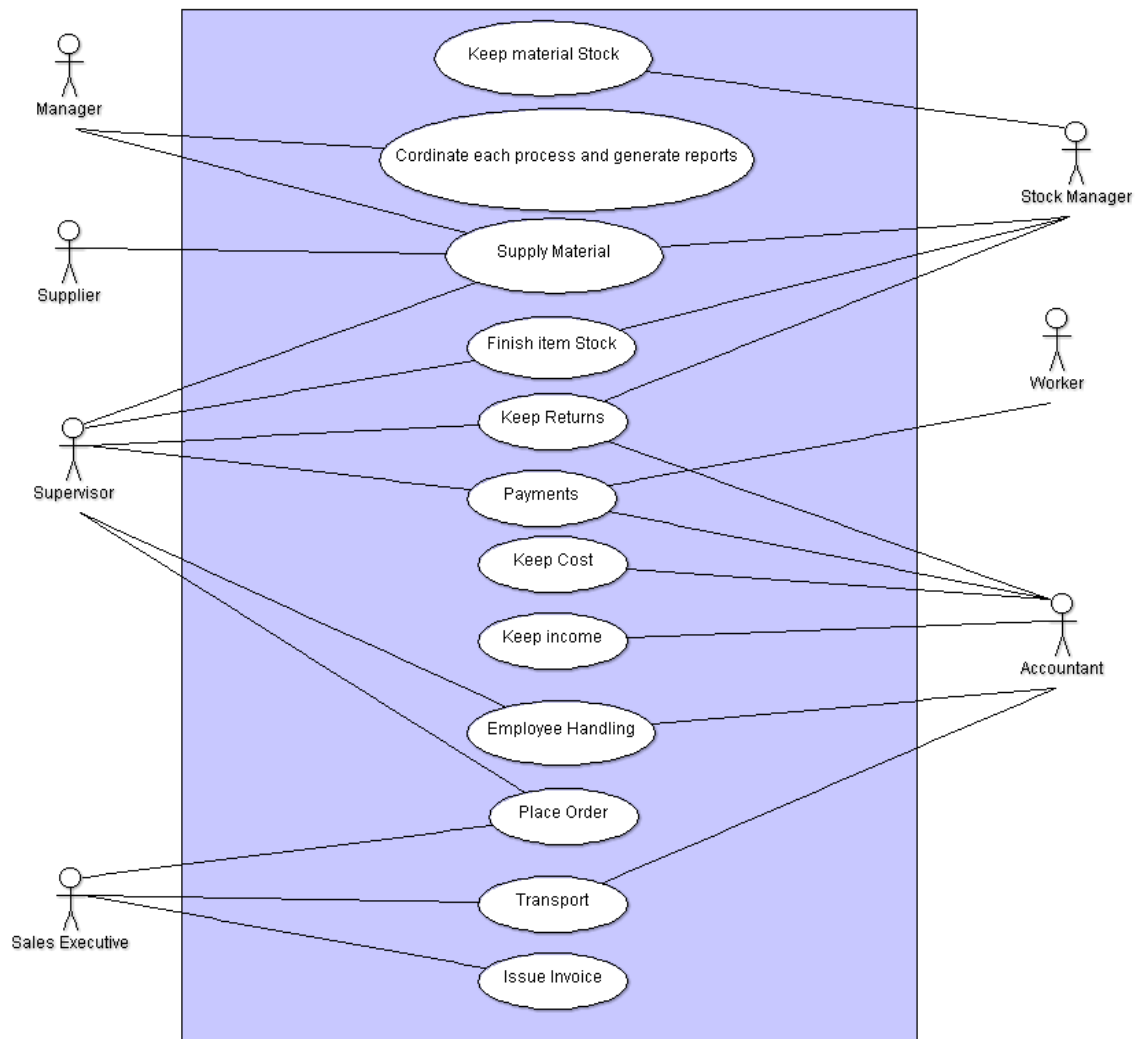 Keep material Stock
Manager
Cordinate each process and generate reports
Stock Manager
Supply Material
Supplier
Finish item Stock
Worker
Keep Returns
Supervisor
Payments
Keep Cost
Keep income
Accountant
Employee Handling
Place Order
Transport
Sales Executive
Issue Invoice